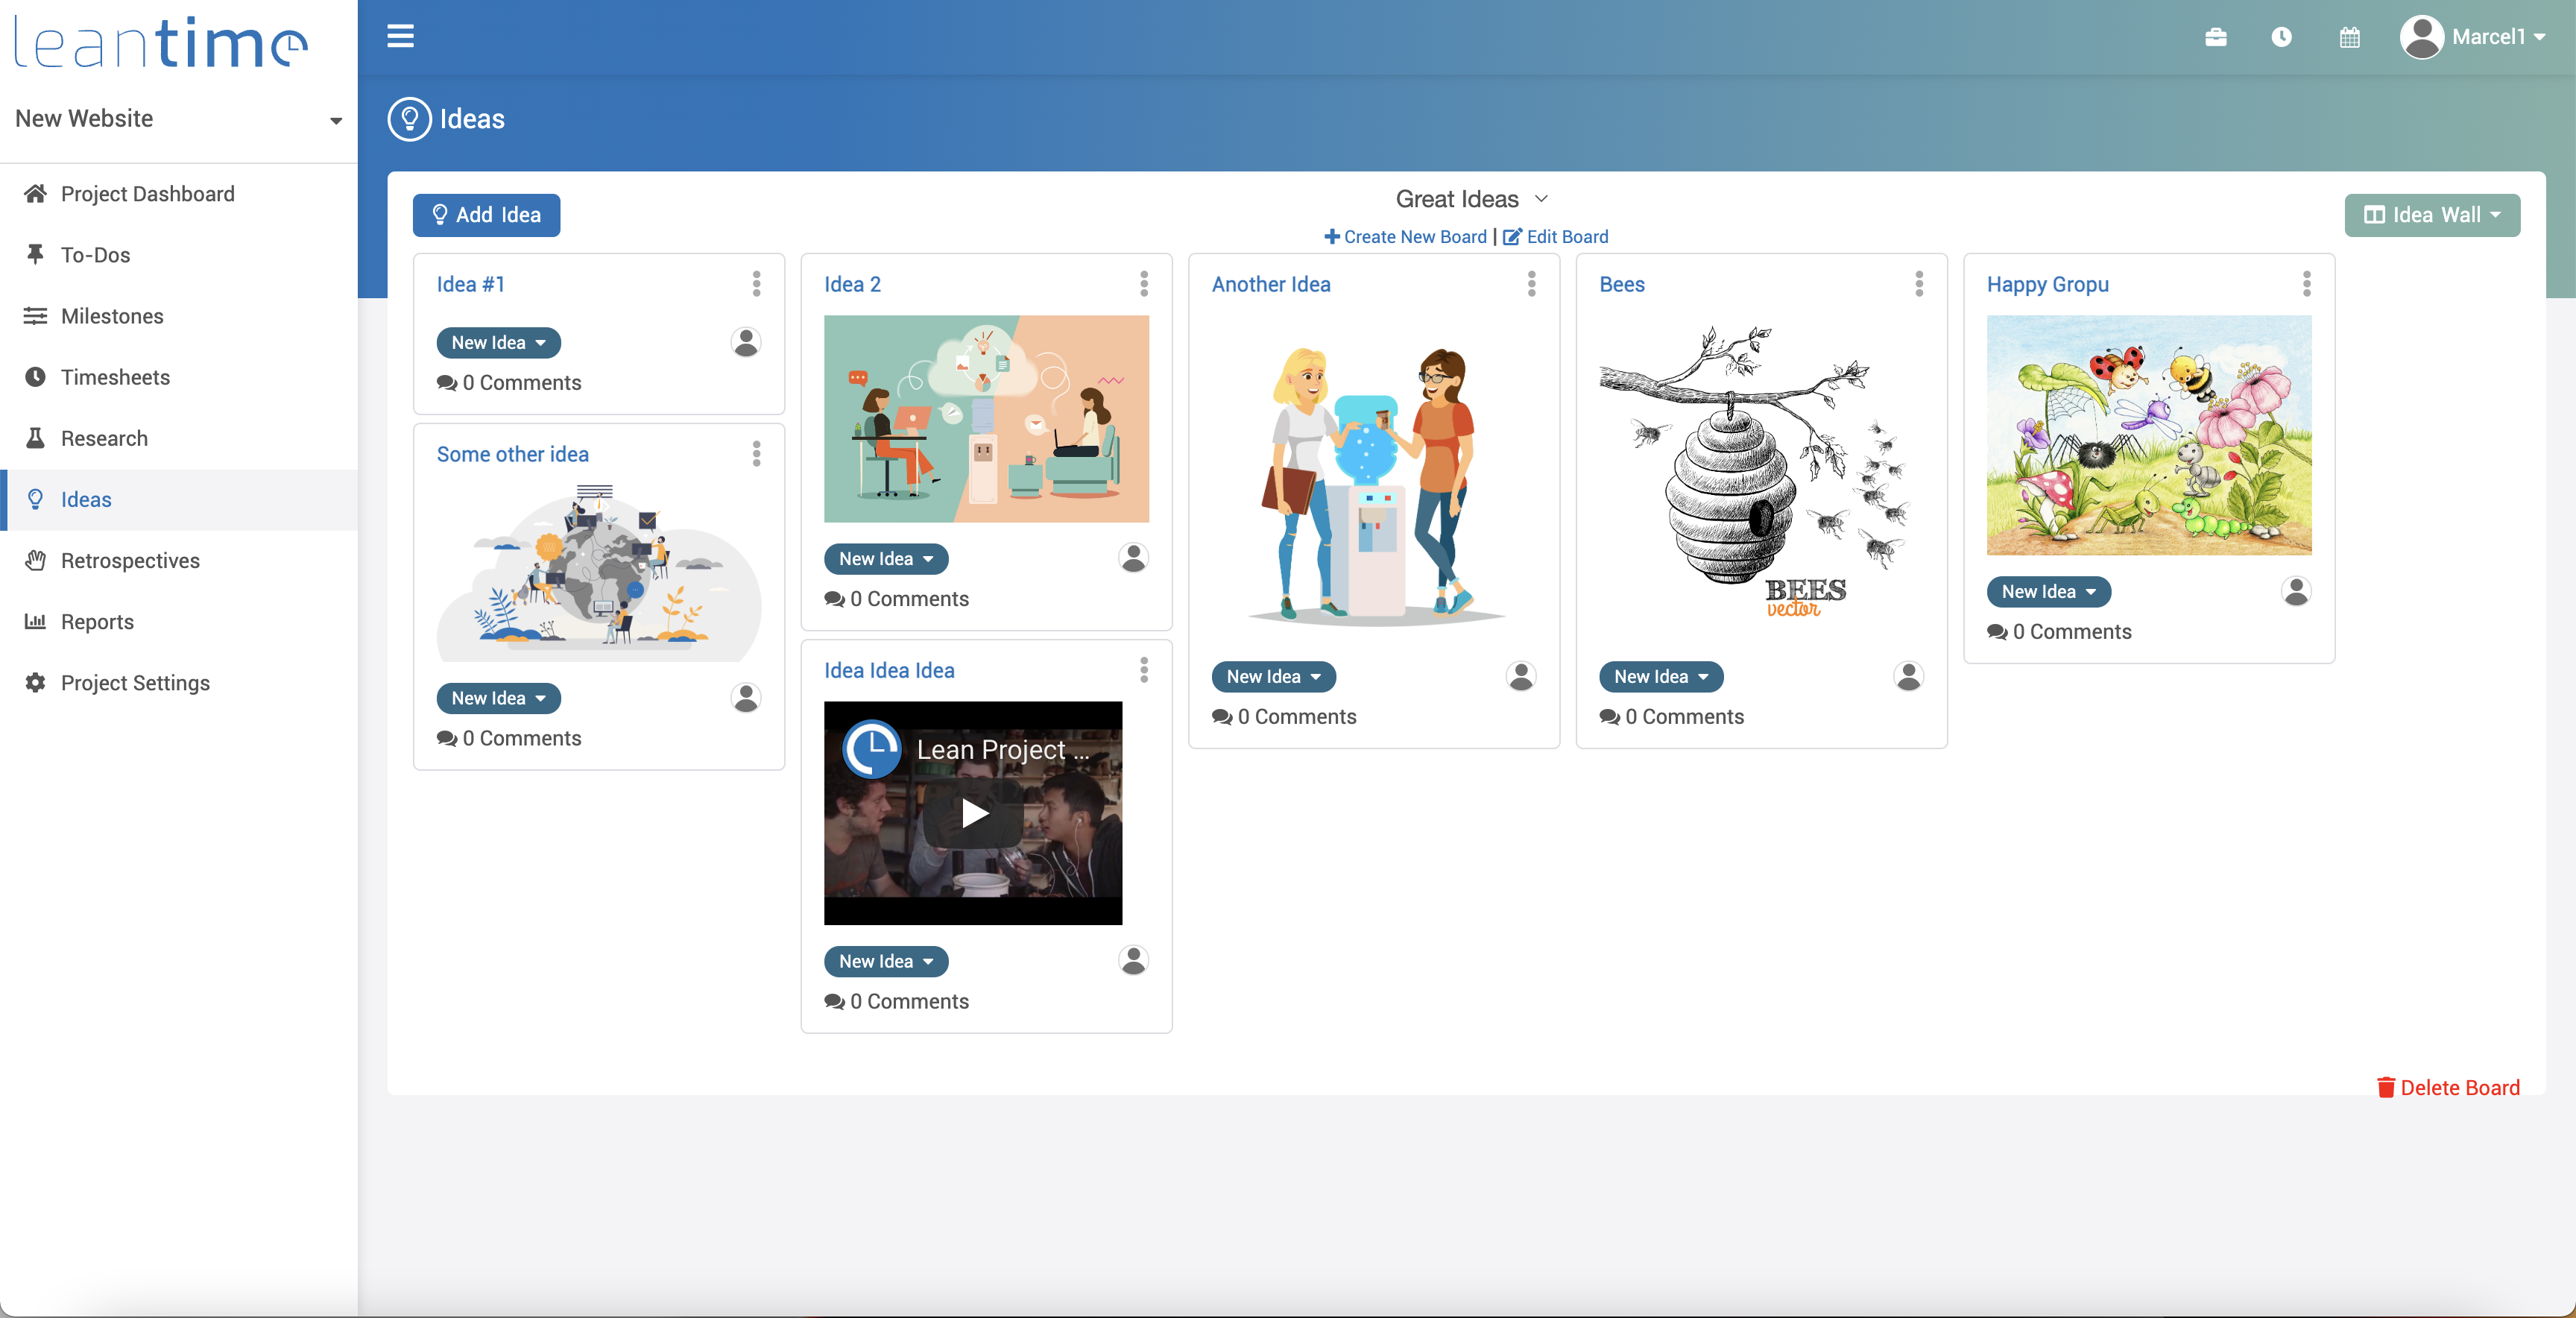 leantime
New Website
Project Dashboard
To-Dos
Milestones
Timesheets
Research
Ideas
Retrospectives
Reports
Project Settings
Marcel1
Ideas
Add Idea
Great Ideas
Create New Board | Edit Board
Idea Wall
Idea #1
New Idea
0 Comments
Some other idea
New Idea
0 Comments
Idea 2
New Idea
0 Comments
Idea Idea Idea
Lean Project ...
New Idea
0 Comments
Another Idea
New Idea
0 Comments
Bees
BEES
vector
New Idea
0 Comments
Happy Gropu
New Idea
0 Comments
Delete Board